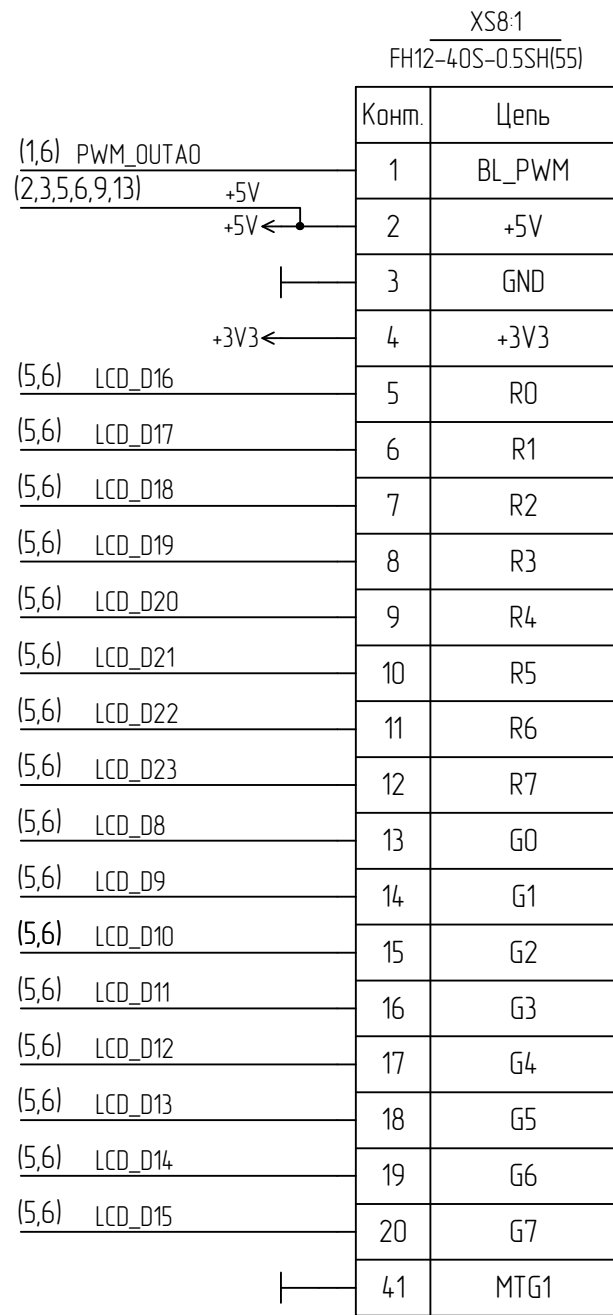 XS8:1
FH12-40S-0.5SH(55)
Конт. Цепь
(1,6) PWM_OUTA0 1 BL_PWM
(2,3,5,6,9,13) +5V
+5V 2 +5V
3 GND
+3V3 4 +3V3
(5,6) LCD_D16 5 R0
(5,6) LCD_D17 6 R1
(5,6) LCD_D18 7 R2
(5,6) LCD_D19 8 R3
(5,6) LCD_D20 9 R4
(5,6) LCD_D21 10 R5
(5,6) LCD_D22 11 R6
(5,6) LCD_D23 12 R7
(5,6) LCD_D8 13 G0
(5,6) LCD_D9 14 G1
(5,6) LCD_D10 15 G2
(5,6) LCD_D11 16 G3
(5,6) LCD_D12 17 G4
(5,6) LCD_D13 18 G5
(5,6) LCD_D14 19 G6
(5,6) LCD_D15 20 G7
41 MTG1